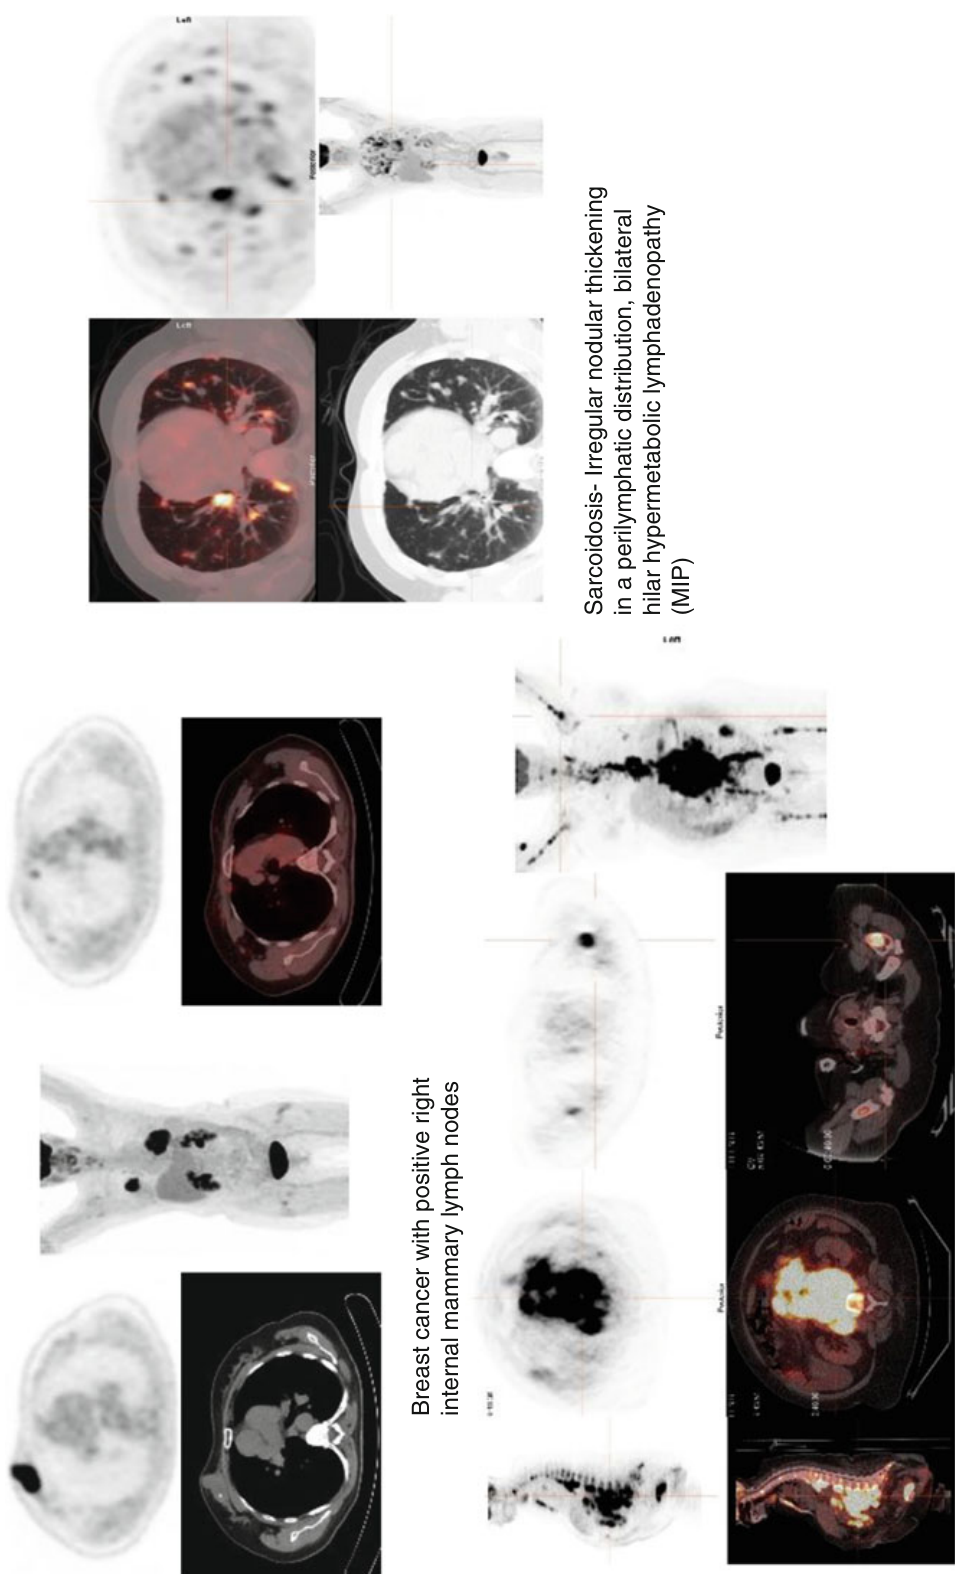 Breast cancer with positive right
internal mammary lymph nodes
Sarcoidosis- Irregular nodular thickening
in a perilymphatic distribution, bilateral
hilar hypermetabolic lymphadenopathy
(MIP)
Left
Posterior
Left
Posterior
Posterior